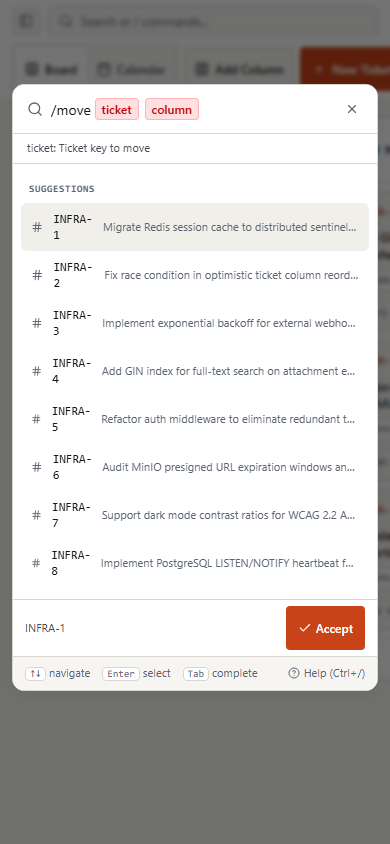 Search or / commands...
Board
Calendar
Add Column
+ New Ticke
/move ticket column
ticket: Ticket key to move
SUGGESTIONS
# INFRA-1 Migrate Redis session cache to distributed sentinel...
# INFRA-2 Fix race condition in optimistic ticket column reord...
# INFRA-3 Implement exponential backoff for external webho...
# INFRA-4 Add GIN index for full-text search on attachment e...
# INFRA-5 Refactor auth middleware to eliminate redundant t...
# INFRA-6 Audit MinIO presigned URL expiration windows an...
# INFRA-7 Support dark mode contrast ratios for WCAG 2.2 A...
# INFRA-8 Implement PostgreSQL LISTEN/NOTIFY heartbeat f...
INFRA-1
Accept
↑↓ navigate Enter select Tab complete Help (Ctrl+/)